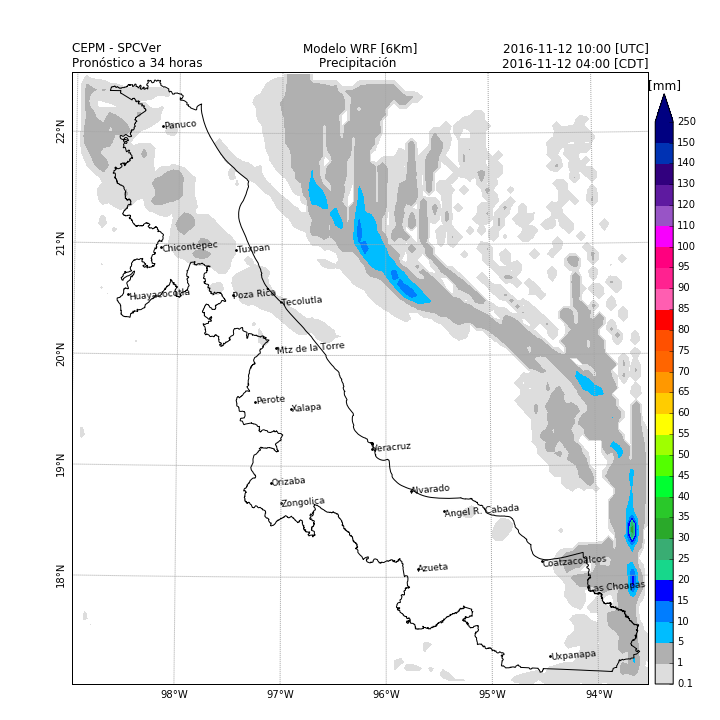 CEPM - SPCVer
Pronóstico a 34 horas
Modelo WRF [6Km]
Precipitación
2016-11-12 10:00 [UTC]
2016-11-12 04:00 [CDT]
[mm]
250
150
140
130
120
110
100
95
90
85
80
75
70
65
60
55
50
45
40
35
30
25
20
15
10
5
1
0.1
22°N
21°N
20°N
19°N
18°N
98°W
97°W
96°W
95°W
94°W
Panuco
Chicontepec
Tuxpan
Huayacocotla
Poza Rica
Tecolutla
Mtz de la Torre
Perote
Xalapa
Veracruz
Orizaba
Alvarado
Zongolica
Angel R. Cabada
Azueta
Coatzacoalcos
Las Choapas
Uxpanapa